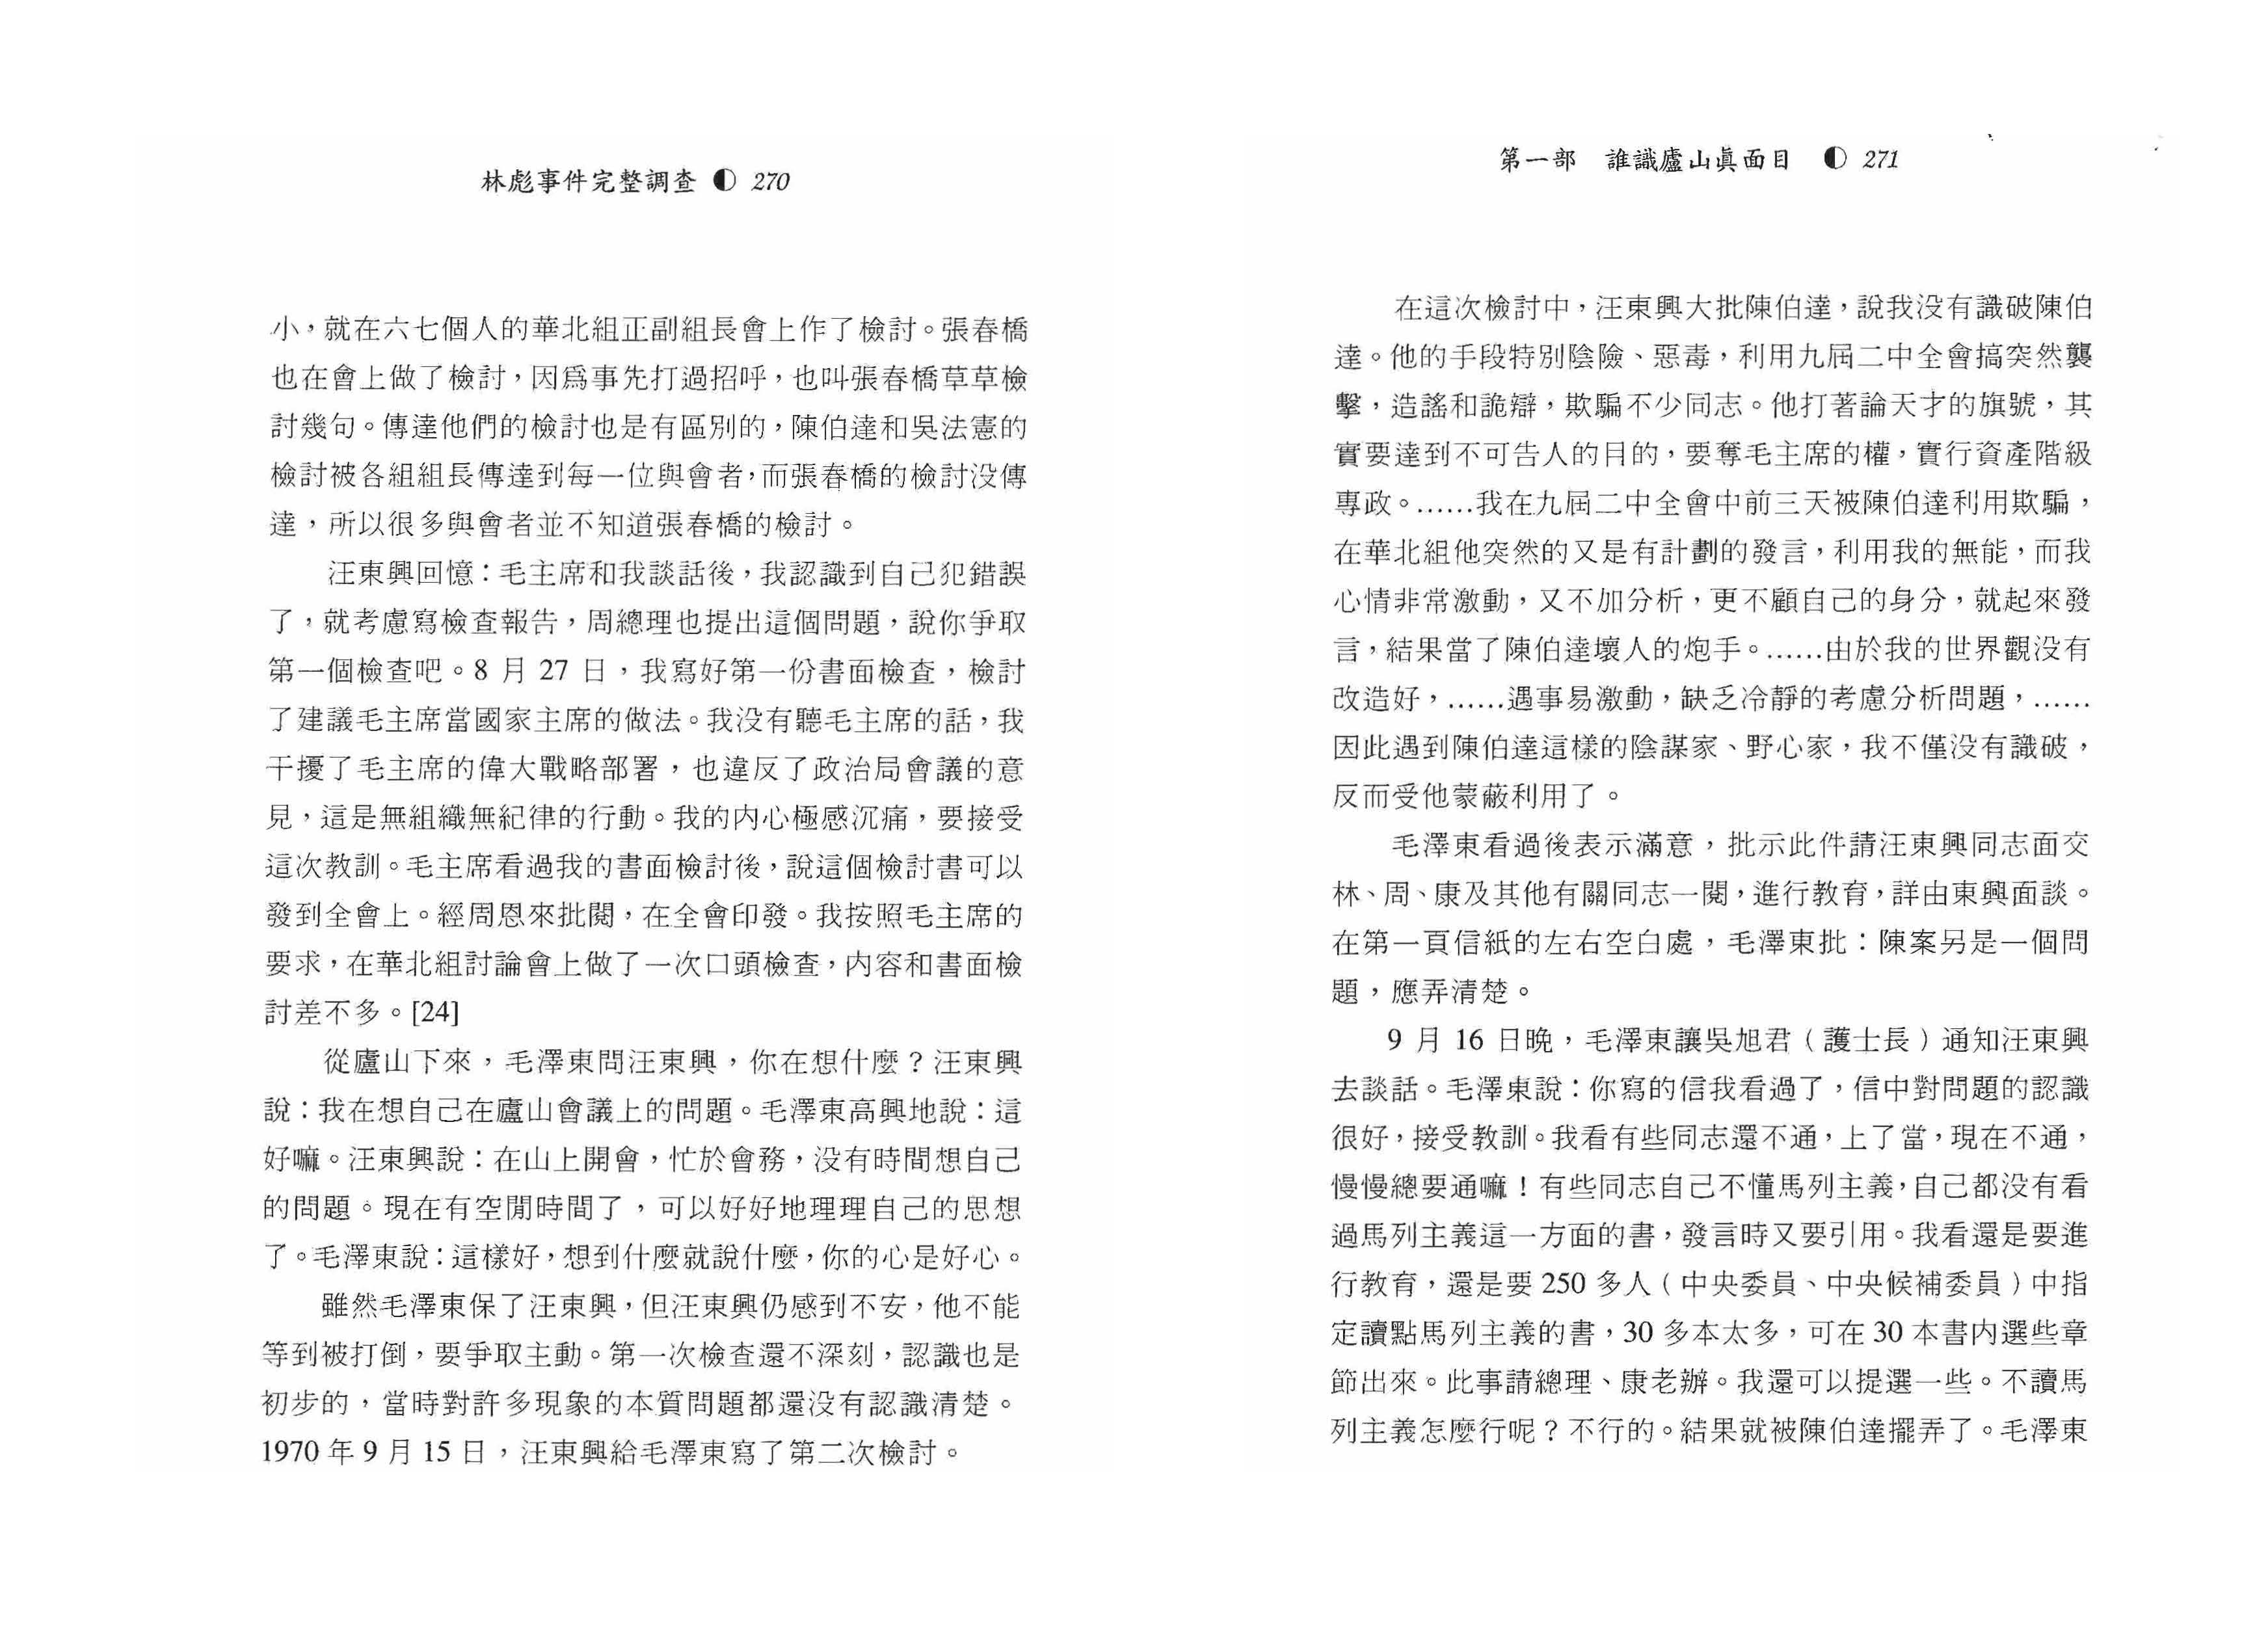 林彪事件完整調查 ◐ 270
小，就在六七個人的華北組正副組長會上作了檢討。張春橋
也在會上做了檢討，因爲事先打過招呼，也叫張春橋草草檢
討幾句。傳達他們的檢討也是有區別的，陳伯達和吳法憲的
檢討被各組組長傳達到每一位與會者，而張春橋的檢討没傳
達，所以很多與會者並不知道張春橋的檢討。
汪東興回憶：毛主席和我談話後，我認識到自己犯錯誤
了，就考慮寫檢查報告，周總理也提出這個問題，說你爭取
第一個檢查吧。8 月 27 日，我寫好第一份書面檢查，檢討
了建議毛主席當國家主席的做法。我没有聽毛主席的話，我
干擾了毛主席的偉大戰略部署，也違反了政治局會議的意
見，這是無組織無紀律的行動。我的内心極感沉痛，要接受
這次教訓。毛主席看過我的書面檢討後，說這個檢討書可以
發到全會上。經周恩來批閱，在全會印發。我按照毛主席的
要求，在華北組討論會上做了一次口頭檢查，内容和書面檢
討差不多。[24]
從廬山下來，毛澤東問汪東興，你在想什麼？汪東興
說：我在想自己在廬山會議上的問題。毛澤東高興地說：這
好嘛。汪東興說：在山上開會，忙於會務，没有時間想自己
的問題。現在有空閒時間了，可以好好地理理自己的思想
了。毛澤東說：這樣好，想到什麼就說什麼，你的心是好心。
雖然毛澤東保了汪東興，但汪東興仍感到不安，他不能
等到被打倒，要爭取主動。第一次檢查還不深刻，認識也是
初步的，當時對許多現象的本質問題都還没有認識清楚。
1970 年 9 月 15 日，汪東興給毛澤東寫了第二次檢討。
第一部 誰識廬山眞面目 ◐ 271
在這次檢討中，汪東興大批陳伯達，說我没有識破陳伯
達。他的手段特別陰險、惡毒，利用九屆二中全會搞突然襲
擊，造謠和詭辯，欺騙不少同志。他打著論天才的旗號，其
實要達到不可告人的目的，要奪毛主席的權，實行資產階級
專政。……我在九屆二中全會中前三天被陳伯達利用欺騙，
在華北組他突然的又是有計劃的發言，利用我的無能，而我
心情非常激動，又不加分析，更不顧自己的身分，就起來發
言，結果當了陳伯達壞人的炮手。……由於我的世界觀没有
改造好，……遇事易激動，缺乏冷靜的考慮分析問題，……
因此遇到陳伯達這樣的陰謀家、野心家，我不僅没有識破，
反而受他蒙蔽利用了。
毛澤東看過後表示滿意，批示此件請汪東興同志面交
林、周、康及其他有關同志一閱，進行教育，詳由東興面談。
在第一頁信紙的左右空白處，毛澤東批：陳案另是一個問
題，應弄清楚。
9 月 16 日晚，毛澤東讓吳旭君（護士長）通知汪東興
去談話。毛澤東說：你寫的信我看過了，信中對問題的認識
很好，接受教訓。我看有些同志還不通，上了當，現在不通，
慢慢總要通嘛！有些同志自己不懂馬列主義，自己都没有看
過馬列主義這一方面的書，發言時又要引用。我看還是要進
行教育，還是要 250 多人（中央委員、中央候補委員）中指
定讀點馬列主義的書，30 多本太多，可在 30 本書内選些章
節出來。此事請總理、康老辦。我還可以提選一些。不讀馬
列主義怎麼行呢？不行的。結果就被陳伯達擺弄了。毛澤東